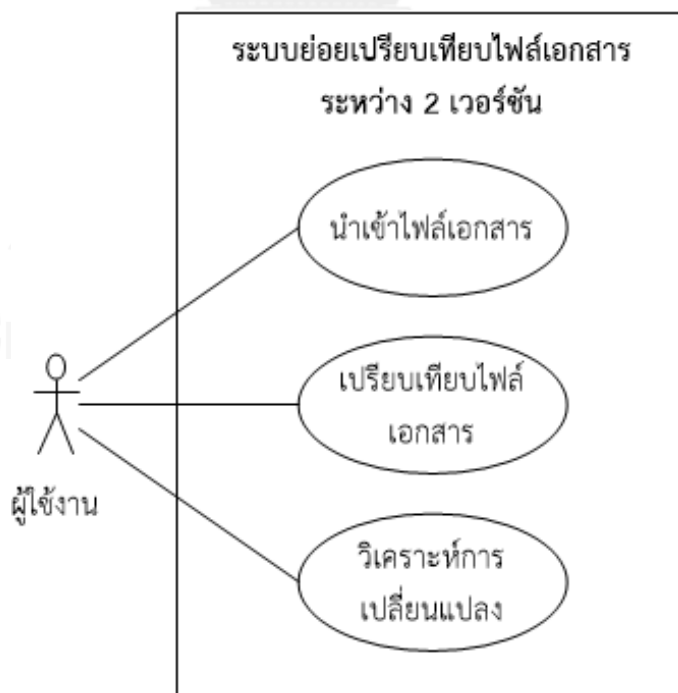 ระบบย่อยเปรียบเทียบไฟล์เอกสาร
ระหว่าง 2 เวอร์ชัน
นำเข้าไฟล์เอกสาร
เปรียบเทียบไฟล์
เอกสาร
ผู้ใช้งาน
วิเคราะห์การ
เปลี่ยนแปลง